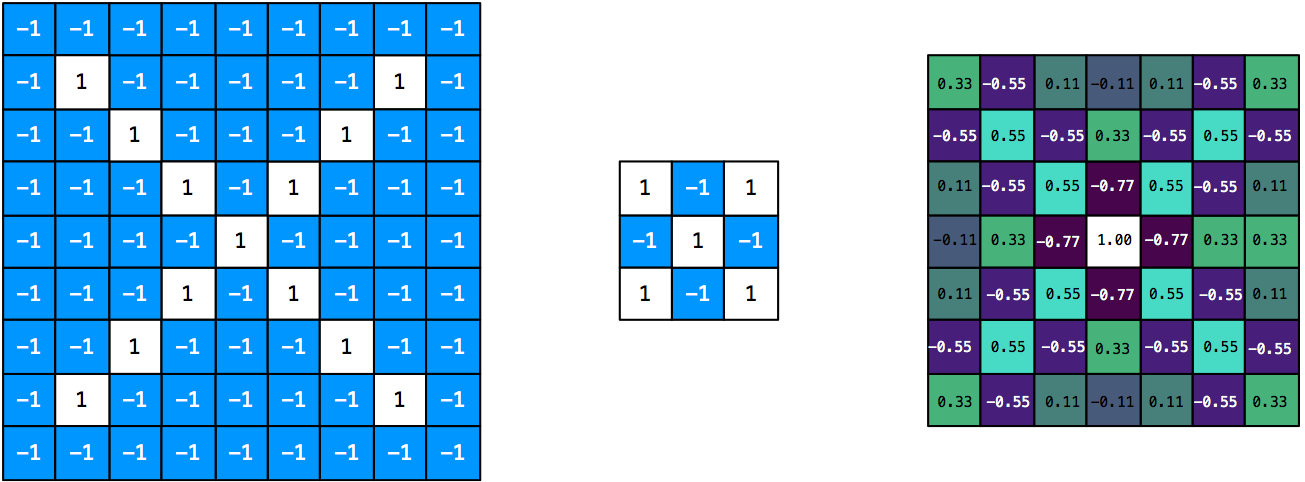 -1 -1 -1 -1 -1 -1 -1 -1 -1
-1 1 -1 -1 -1 -1 -1 1 -1
-1 -1 1 -1 -1 -1 1 -1 -1
-1 -1 -1 1 -1 1 -1 -1 -1
-1 -1 -1 -1 1 -1 -1 -1 -1
-1 -1 -1 1 -1 1 -1 -1 -1
-1 -1 1 -1 -1 -1 1 -1 -1
-1 1 -1 -1 -1 -1 -1 1 -1
-1 -1 -1 -1 -1 -1 -1 -1 -1
1 -1 1
-1 1 -1
1 -1 1
0.33 -0.55 0.11 -0.11 0.11 -0.55 0.33
-0.55 0.55 -0.55 0.33 -0.55 0.55 -0.55
0.11 -0.55 0.55 -0.77 0.55 -0.55 0.11
-0.11 0.33 -0.77 1.00 -0.77 0.33 0.33
0.11 -0.55 0.55 -0.77 0.55 -0.55 0.11
-0.55 0.55 -0.55 0.33 -0.55 0.55 -0.55
0.33 -0.55 0.11 -0.11 0.11 -0.55 0.33